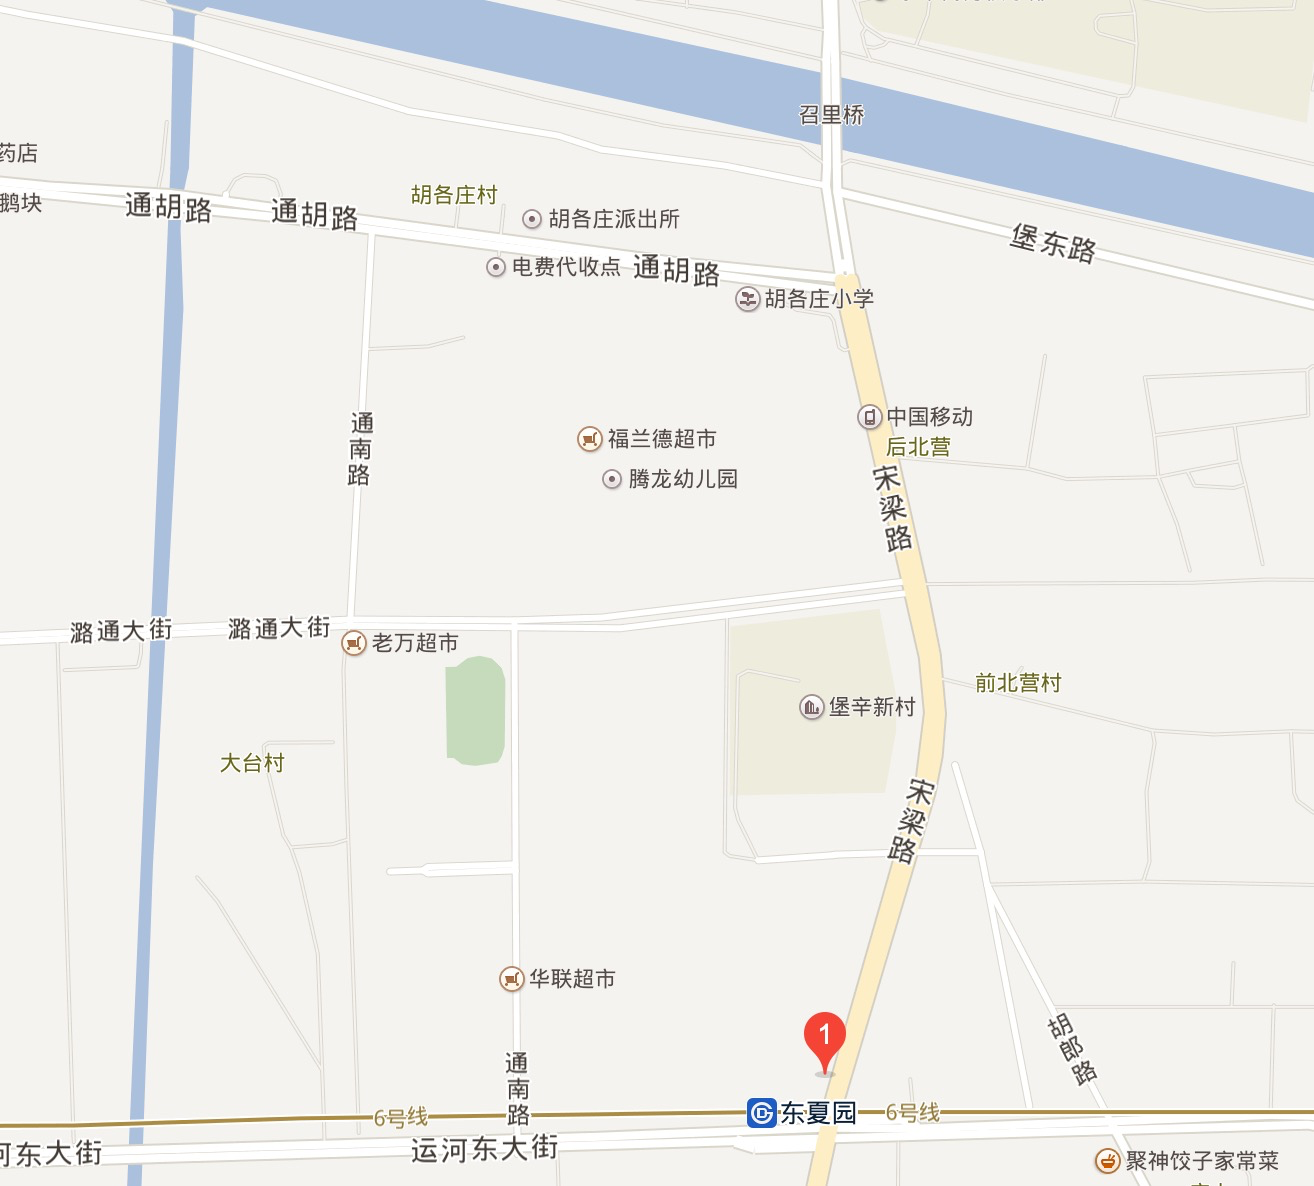 召里桥
药店
胡各庄村
鹅块
通胡路
通胡路
胡各庄派出所
堡东路
电费代收点
通胡路
胡各庄小学
中国移动
后北营
通南路
福兰德超市
腾龙幼儿园
宋梁路
潞通大街
潞通大街
老万超市
前北营村
堡辛新村
大台村
宋梁路
华联超市
1
胡郎路
通南路
6号线
东夏园
6号线
河东大街
运河东大街
聚神饺子家常菜